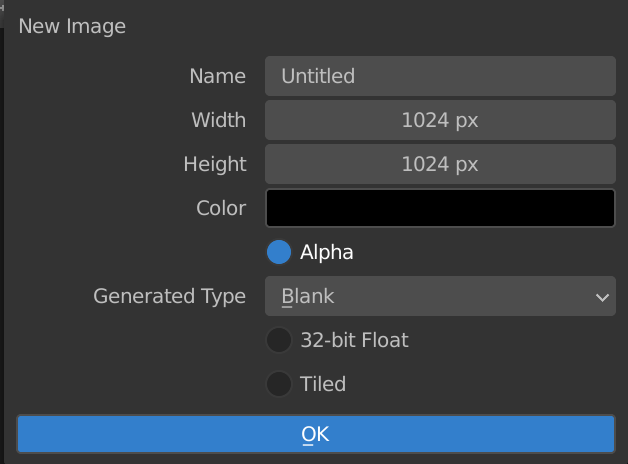 New Image
Name Untitled
Width 1024 px
Height 1024 px
Color
Alpha
Generated Type Blank
32-bit Float
Tiled
OK